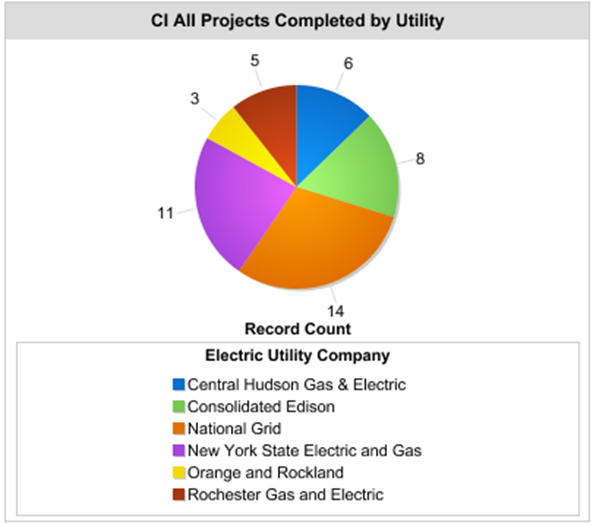 CI All Projects Completed by Utility
5
6
3
8
11
14
Record Count
Electric Utility Company
Central Hudson Gas & Electric
Consolidated Edison
National Grid
New York State Electric and Gas
Orange and Rockland
Rochester Gas and Electric